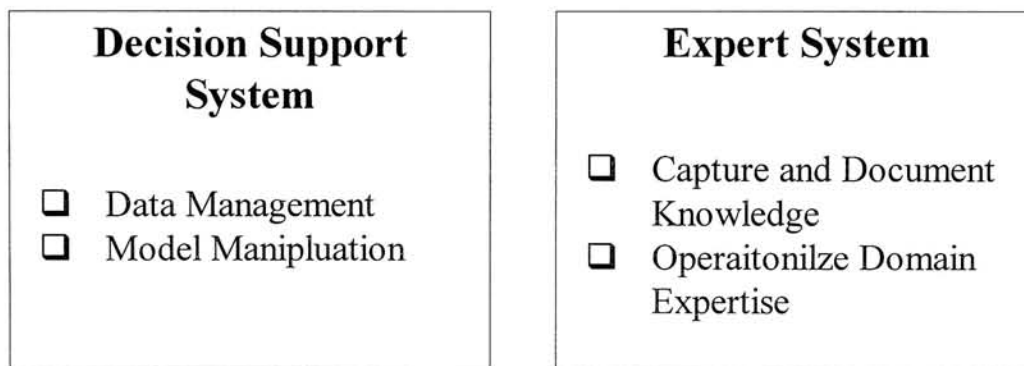 Decision Support
System
❑ Data Management
❑ Model Manipluation
Expert System
❑ Capture and Document
Knowledge
❑ Operaitonilze Domain
Expertise